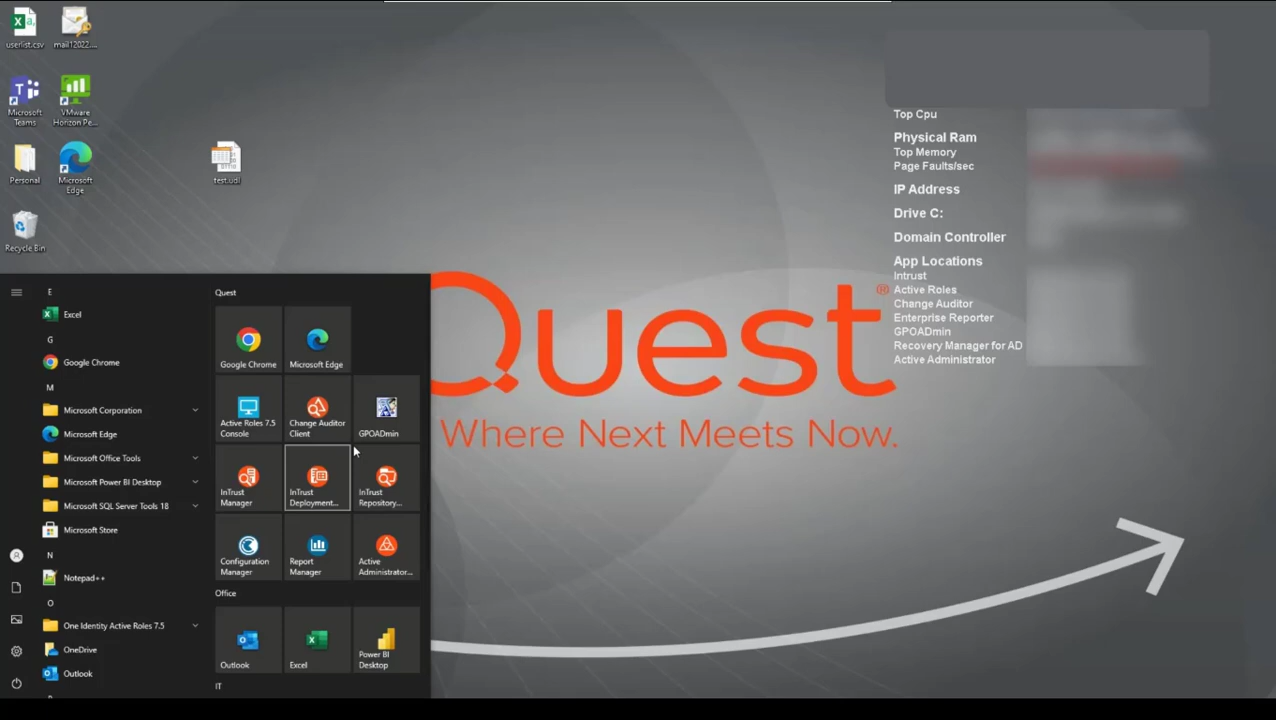 userlist.csv
mail12022....
Microsoft
Teams
VMware
Horizon Pe...
Personal
Microsoft
Edge
test.udl
Recycle Bin
Top Cpu
Physical Ram
Top Memory
Page Faults/sec
IP Address
Drive C:
Domain Controller
App Locations
Intrust
Active Roles
Change Auditor
Enterprise Reporter
GPOADmin
Recovery Manager for AD
Active Administrator
Quest®
Where Next Meets Now.
E
Excel
G
Google Chrome
M
Microsoft Corporation
Microsoft Edge
Microsoft Office Tools
Microsoft Power BI Desktop
Microsoft SQL Server Tools 18
Microsoft Store
N
Notepad++
O
One Identity Active Roles 7.5
OneDrive
Outlook
Quest
Google Chrome
Microsoft Edge
Active Roles 7.5
Console
Change Auditor
Client
GPOADmin
InTrust
Manager
InTrust
Deployment...
InTrust
Repository...
Configuration
Manager
Report
Manager
Active
Administrator...
Office
Outlook
Excel
Power BI
Desktop
IT